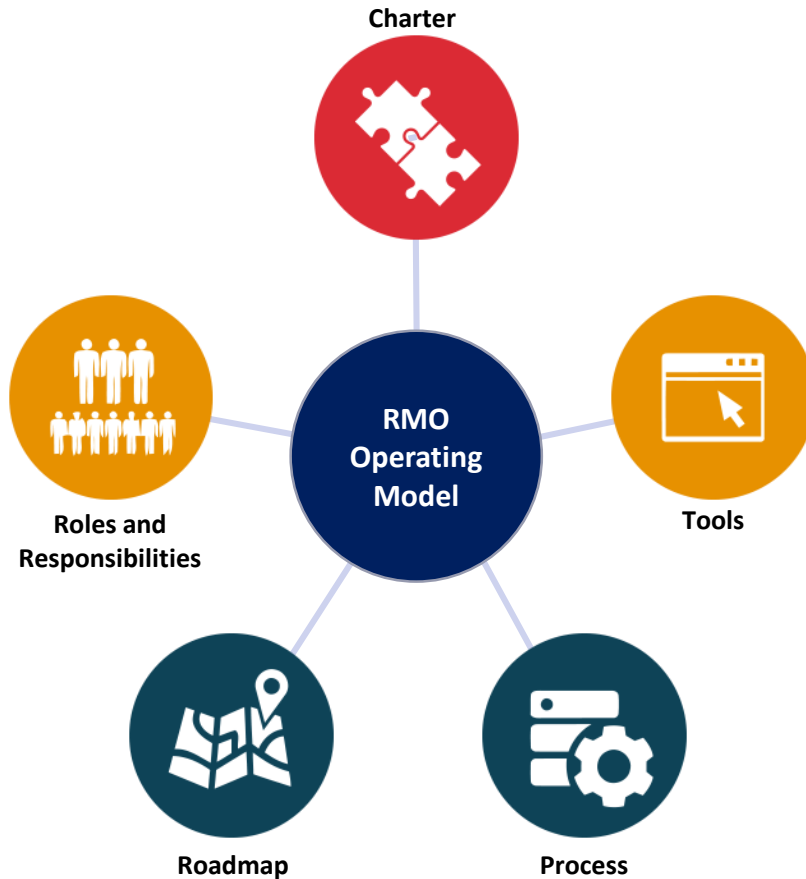 Charter
RMO
Operating
Model
Roles and
Responsibilities
Tools
Roadmap
Process